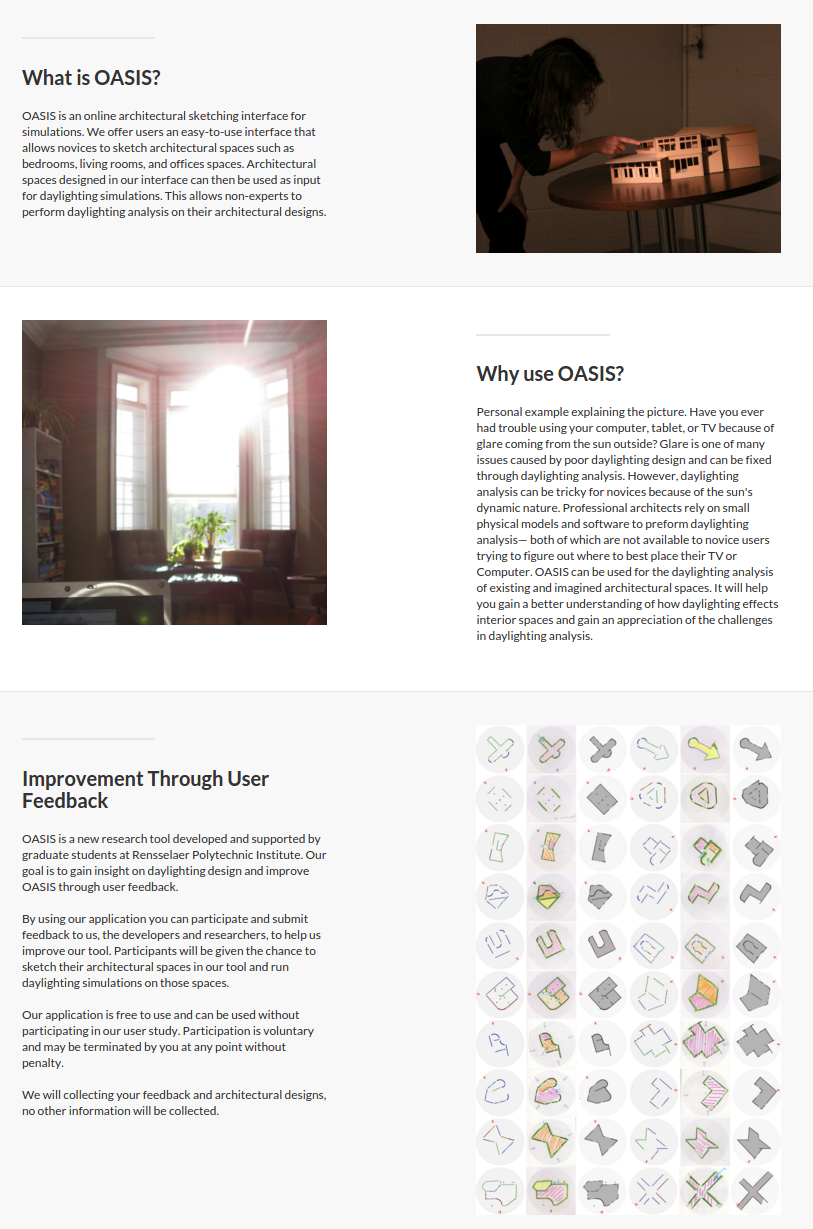 What is OASIS?
OASIS is an online architectural sketching interface for
simulations. We offer users an easy-to-use interface that
allows novices to sketch architectural spaces such as
bedrooms, living rooms, and offices spaces. Architectural
spaces designed in our interface can then be used as input
for daylighting simulations. This allows non-experts to
perform daylighting analysis on their architectural designs.
Why use OASIS?
Personal example explaining the picture. Have you ever
had trouble using your computer, tablet, or TV because of
glare coming from the sun outside? Glare is one of many
issues caused by poor daylighting design and can be fixed
through daylighting analysis. However, daylighting
analysis can be tricky for novices because of the sun's
dynamic nature. Professional architects rely on small
physical models and software to preform daylighting
analysis— both of which are not available to novice users
trying to figure out where to best place their TV or
Computer. OASIS can be used for the daylighting analysis
of existing and imagined architectural spaces. It will help
you gain a better understanding of how daylighting effects
interior spaces and gain an appreciation of the challenges
in daylighting analysis.
Improvement Through User
Feedback
OASIS is a new research tool developed and supported by
graduate students at Rensselaer Polytechnic Institute. Our
goal is to gain insight on daylighting design and improve
OASIS through user feedback.
By using our application you can participate and submit
feedback to us, the developers and researchers, to help us
improve our tool. Participants will be given the chance to
sketch their architectural spaces in our tool and run
daylighting simulations on those spaces.
Our application is free to use and can be used without
participating in our user study. Participation is voluntary
and may be terminated by you at any point without
penalty.
We will collecting your feedback and architectural designs,
no other information will be collected.